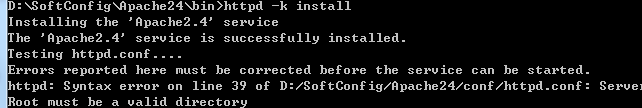 D:\SoftConfig\Apache24\bin>httpd -k install
Installing the 'Apache2.4' service
The 'Apache2.4' service is successfully installed.
Testing httpd.conf....
Errors reported here must be corrected before the service can be started.
httpd: Syntax error on line 39 of D:/SoftConfig/Apache24/conf/httpd.conf: Serve
Root must be a valid directory